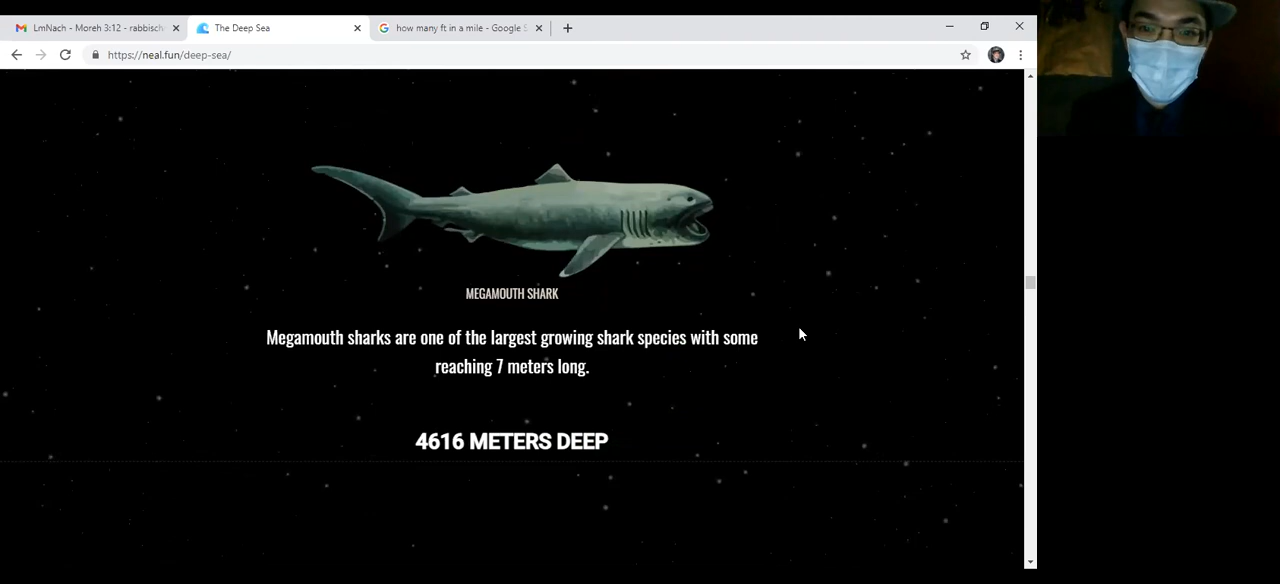 LmNach - Moreh 3:12 - rabbisch
The Deep Sea
how many ft in a mile - Google S
https://neal.fun/deep-sea/
MEGAMOUTH SHARK
Megamouth sharks are one of the largest growing shark species with some
reaching 7 meters long.
4616 METERS DEEP